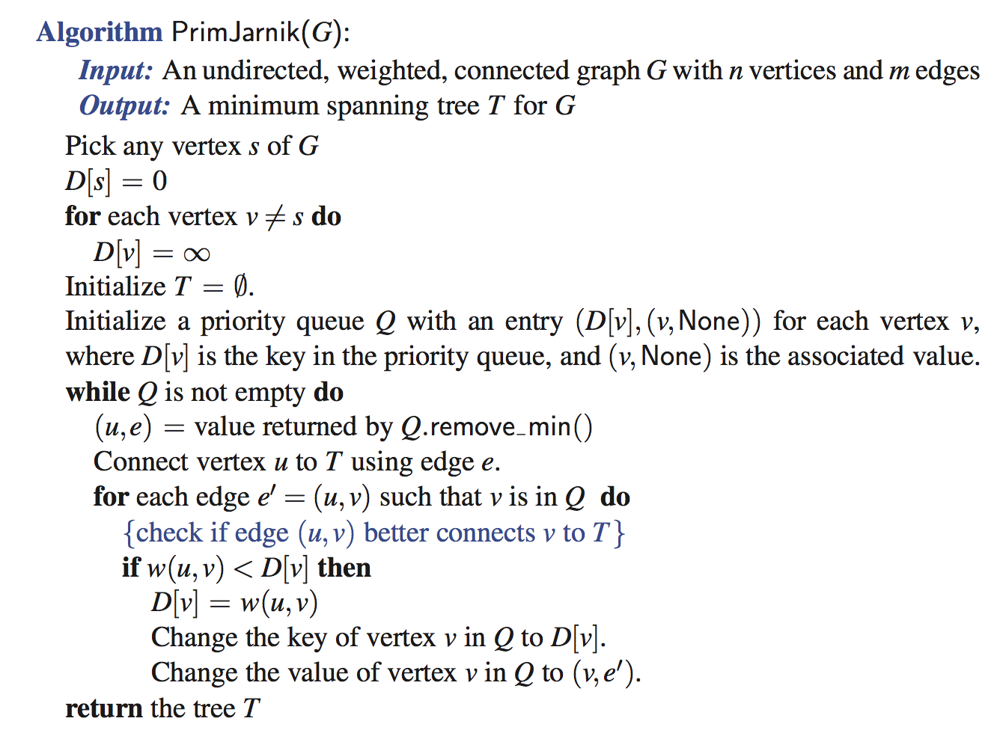 Algorithm PrimJarnik(G):
Input: An undirected, weighted, connected graph G with n vertices and m edges
Output: A minimum spanning tree T for G
Pick any vertex s of G
D[s] = 0
for each vertex v ≠ s do
D[v] = ∞
Initialize T = ∅.
Initialize a priority queue Q with an entry (D[v], (v, None)) for each vertex v,
where D[v] is the key in the priority queue, and (v, None) is the associated value.
while Q is not empty do
(u, e) = value returned by Q.remove_min()
Connect vertex u to T using edge e.
for each edge e′ = (u, v) such that v is in Q do
{check if edge (u, v) better connects v to T}
if w(u, v) < D[v] then
D[v] = w(u, v)
Change the key of vertex v in Q to D[v].
Change the value of vertex v in Q to (v, e′).
return the tree T